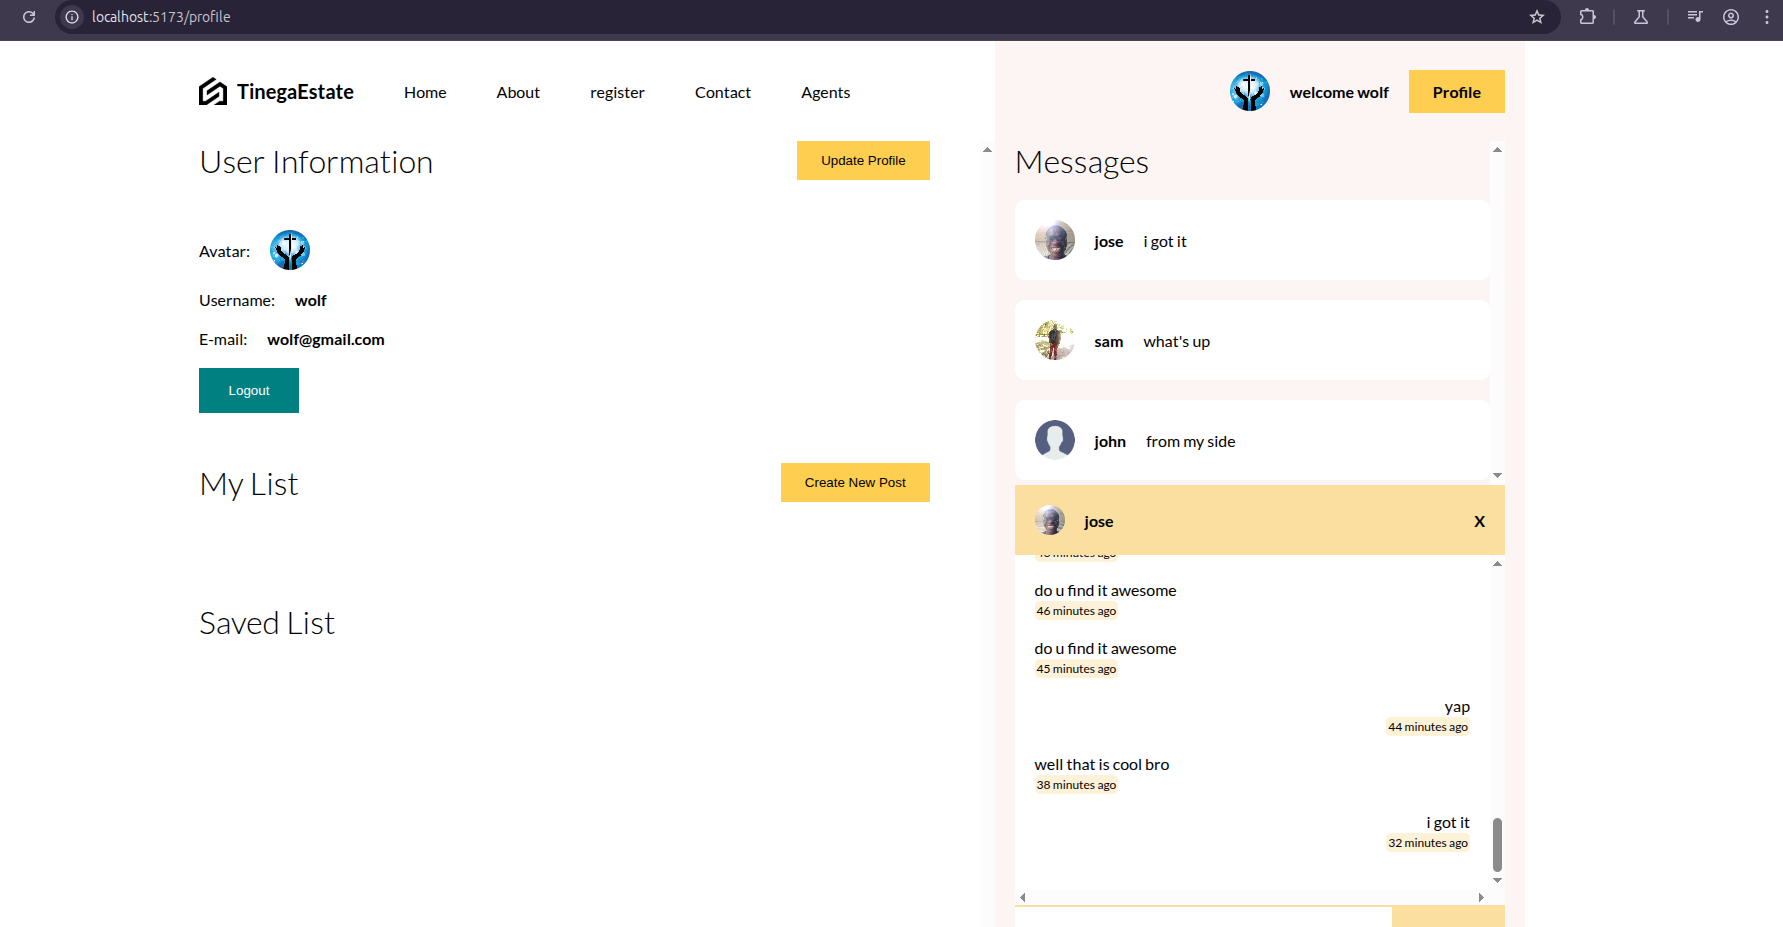 localhost:5173/profile
TinegaEstate Home About register Contact Agents
welcome wolf Profile
User Information Update Profile
Avatar:
Username: wolf
E-mail: wolf@gmail.com
Logout
My List Create New Post
Saved List
Messages
jose i got it
sam what's up
john from my side
jose X
do u find it awesome
46 minutes ago
do u find it awesome
45 minutes ago
yap
44 minutes ago
well that is cool bro
38 minutes ago
i got it
32 minutes ago